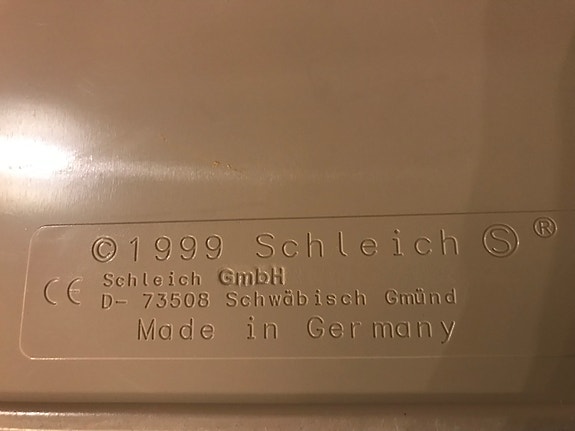 ©1999 Schleich Ⓢ®
CE Schleich GmbH
D- 73508 Schwäbisch Gmünd
Made in Germany